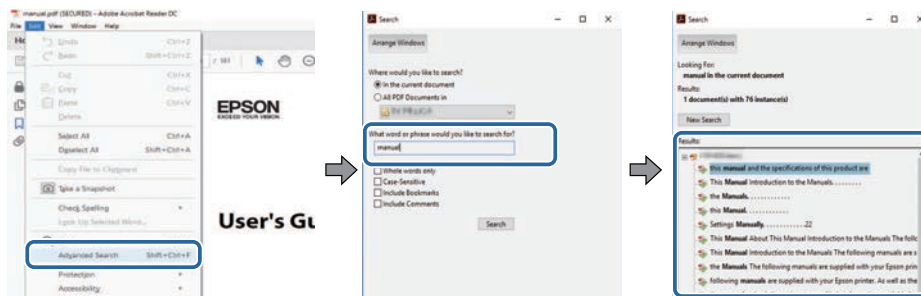 manual.pdf (SECURED) - Adobe Acrobat Reader DC
File Edit View Window Help
Undo Ctrl+Z
Redo Shift+Ctrl+Z
Cut Ctrl+X
Copy Ctrl+C
Paste Ctrl+V
Delete
Select All Ctrl+A
Deselect All Shift+Ctrl+A
Copy File to Clipboard
Take a Snapshot
Check Spelling
Look Up Selected Word...
Advanced Search Shift+Ctrl+F
Protection
Accessibility
/ 181
EPSON
EXCEED YOUR VISION
User's Gu
Search
Arrange Windows
Where would you like to search?
In the current document
All PDF Documents in
What word or phrase would you like to search for?
manual
Whole words only
Case-Sensitive
Include Bookmarks
Include Comments
Search
Search
Arrange Windows
Looking For:
manual in the current document
Results:
1 document(s) with 76 instance(s)
New Search
Results:
this manual and the specifications of this product are
This Manual Introduction to the Manuals. . . . . . . . .
the Manuals. . . . . . . . . . . . .
this Manual. . . . . . . . . . . . .
Settings Manually. . . . . . . . . . . . .22
This Manual About This Manual Introduction to the Manuals The follo
This Manual Introduction to the Manuals The following manuals are s
the Manuals The following manuals are supplied with your Epson prin
following manuals are supplied with your Epson printer. As well as the